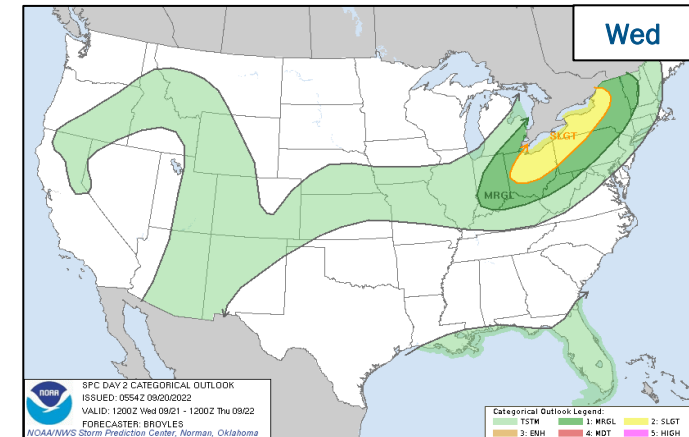 Wed
SLGT
MRGL
NOAA
SPC DAY 2 CATEGORICAL OUTLOOK
ISSUED: 0554Z 09/20/2022
VALID: 1200Z Wed 09/21 - 1200Z Thu 09/22
FORECASTER: BROYLES
NOAA/NWS Storm Prediction Center, Norman, Oklahoma
Categorical Outlook Legend:
TSTM 1: MRGL 2: SLGT
3: ENH 4: MDT 5: HIGH